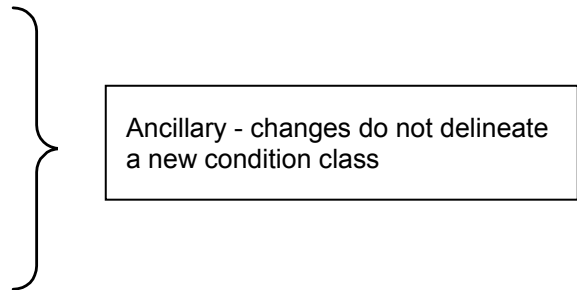 Ancillary - changes do not delineate
a new condition class